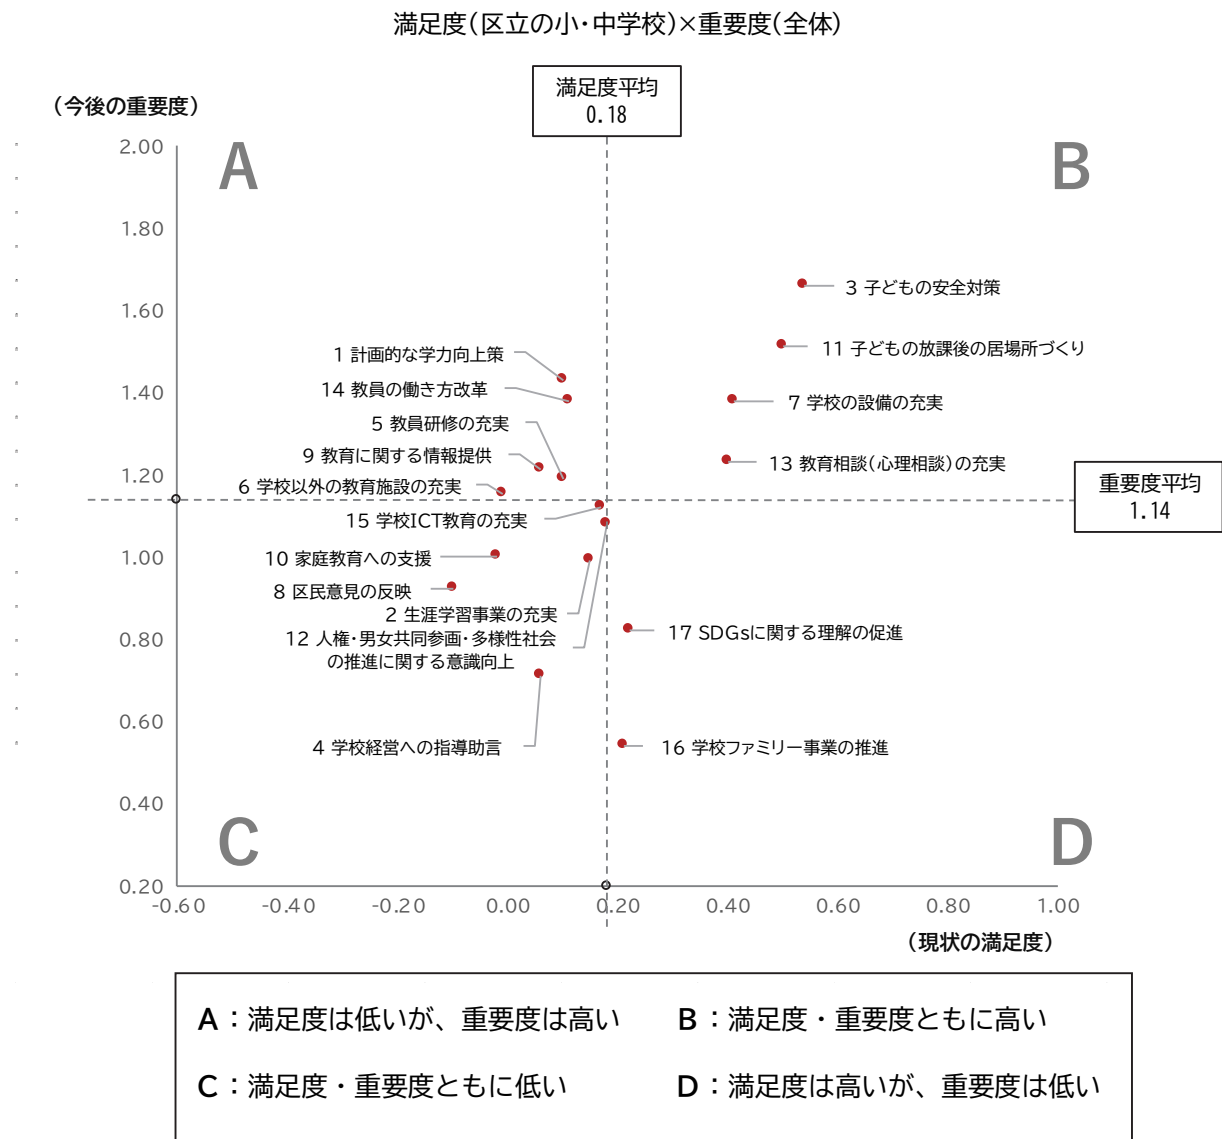 満足度(区立の小・中学校)×重要度(全体)
満足度平均
0.18
(今後の重要度)
2.00
A
B
1.80
3 子どもの安全対策
1.60
1 計画的な学力向上策
11 子どもの放課後の居場所づくり
14 教員の働き方改革
1.40
7 学校の設備の充実
5 教員研修の充実
9 教育に関する情報提供
13 教育相談(心理相談)の充実
1.20
6 学校以外の教育施設の充実
重要度平均
1.14
15 学校ICT教育の充実
1.00
10 家庭教育への支援
8 区民意見の反映
2 生涯学習事業の充実
12 人権・男女共同参画・多様性社会
の推進に関する意識向上
0.80
17 SDGsに関する理解の促進
0.60
4 学校経営への指導助言
16 学校ファミリー事業の推進
0.40
C
D
0.20
-0.60 -0.40 -0.20 0.00 0.20 0.40 0.60 0.80 1.00
(現状の満足度)
A:満足度は低いが、重要度は高い B:満足度・重要度ともに高い
C:満足度・重要度ともに低い D:満足度は高いが、重要度は低い